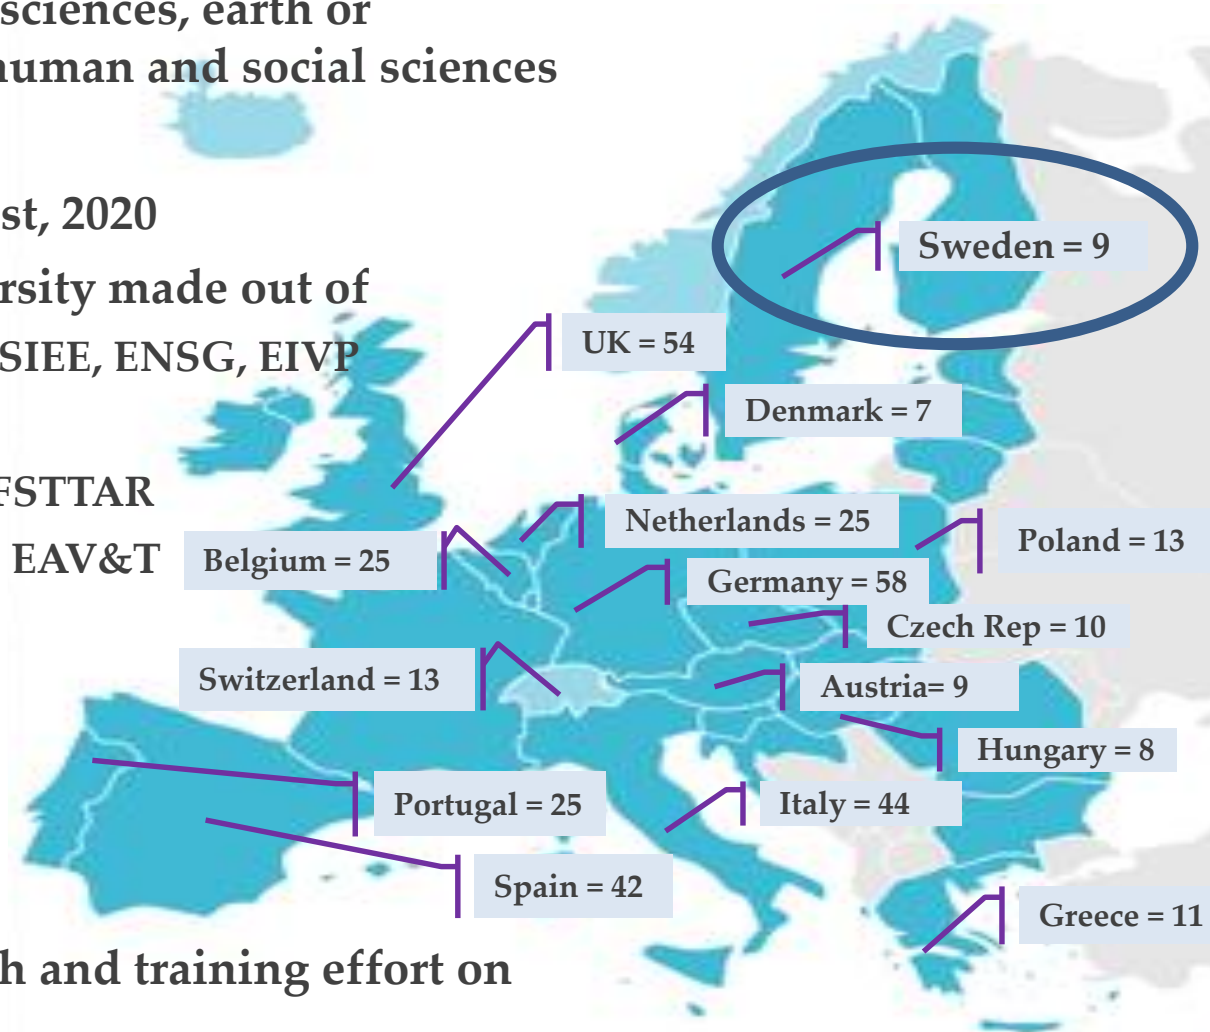 sciences, earth or
human and social sciences
st, 2020
rsity made out of
SIEE, ENSG, EIVP
FSTTAR
EAV&T
Sweden = 9
UK = 54
Denmark = 7
Netherlands = 25
Poland = 13
Belgium = 25
Germany = 58
Czech Rep = 10
Switzerland = 13
Austria= 9
Hungary = 8
Portugal = 25
Italy = 44
Spain = 42
Greece = 11
h and training effort on